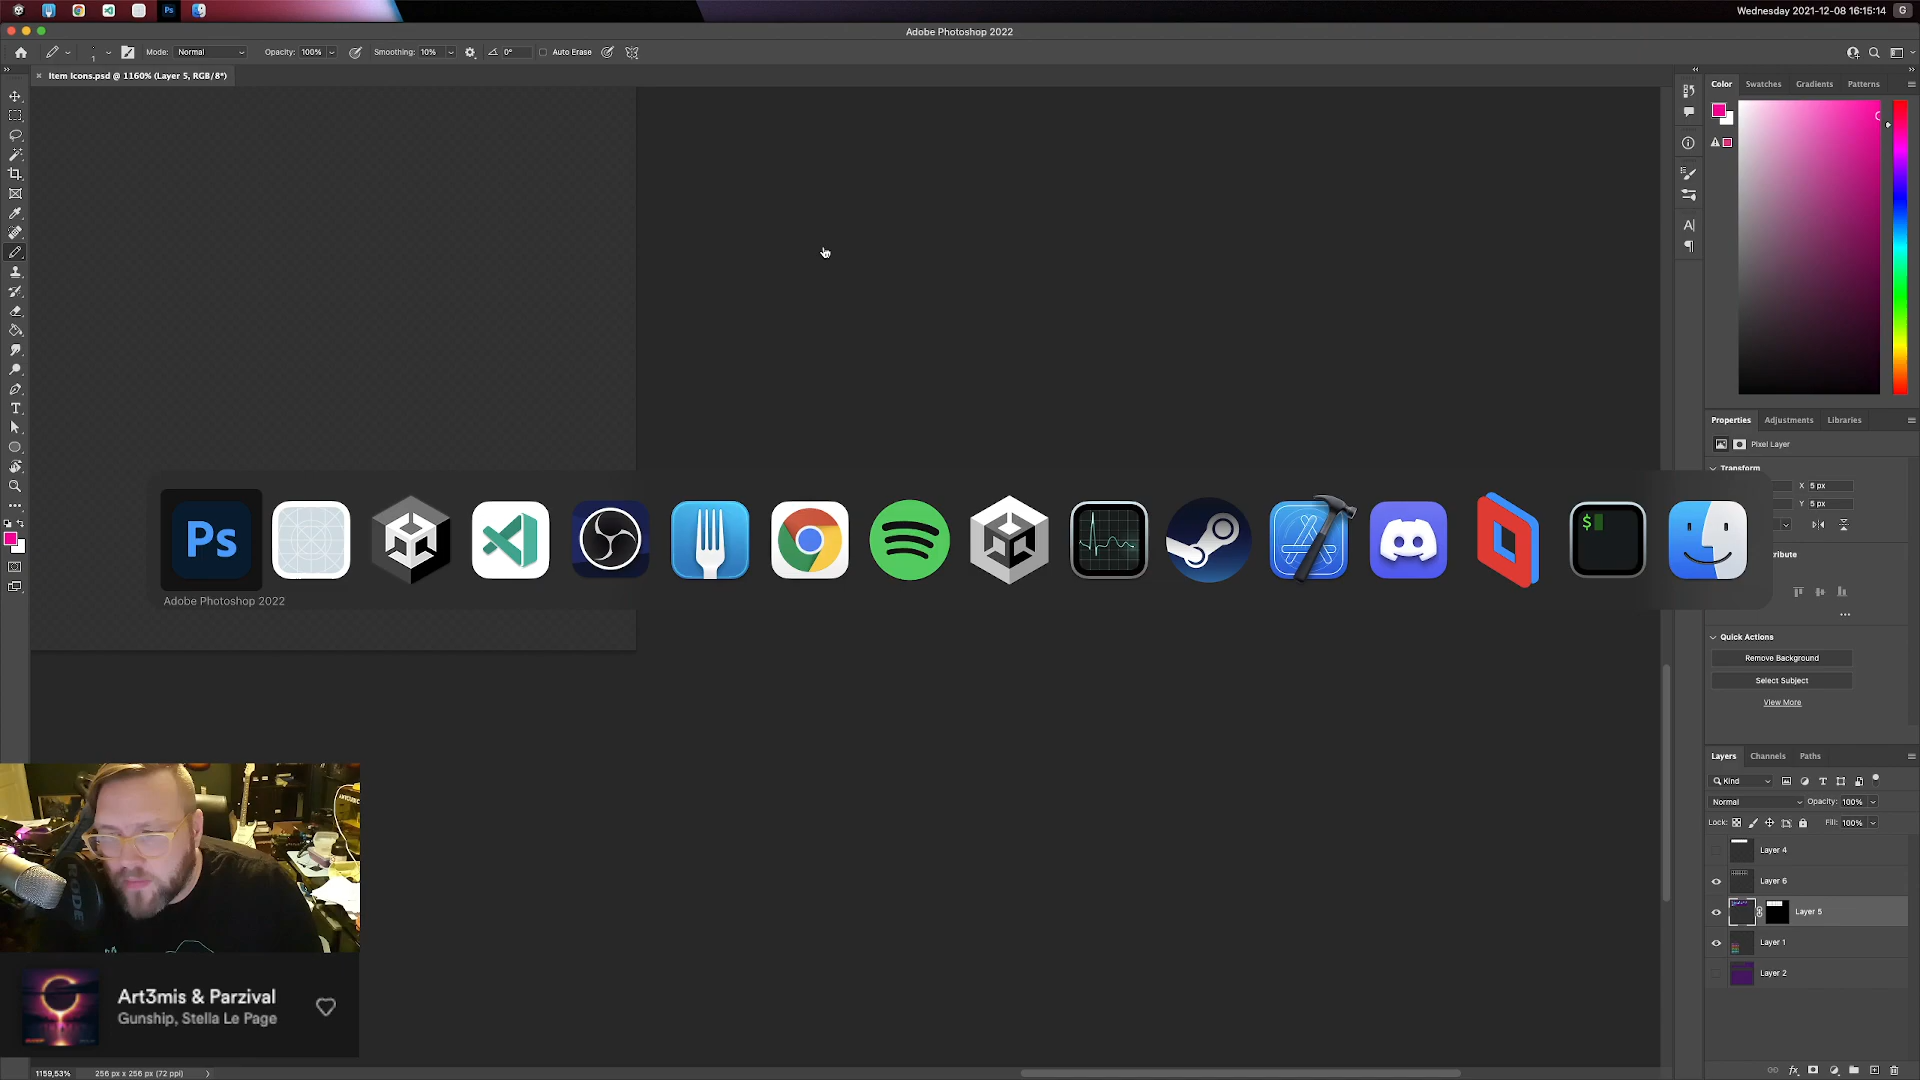 Ps
Wednesday 2021-12-08 16:15:14
G
Adobe Photoshop 2022
Mode:
Normal
Opacity:
100%
Smoothing:
10%
0°
Auto Erase
1
× Item Icons.psd @ 1160% (Layer 5, RGB/8*)
Color
Swatches
Gradients
Patterns
Properties
Adjustments
Libraries
Pixel Layer
Transform
X
5 px
Y
5 px
Ps
$
Adobe Photoshop 2022
Quick Actions
Remove Background
Select Subject
View More
Layers
Channels
Paths
Kind
Normal
Opacity:
100%
Lock:
Fill:
100%
Layer 4
Layer 6
Layer 5
Layer 1
Layer 2
RODE
Art3mis & Parzival
Gunship, Stella Le Page
1159,53%
256 px x 256 px (72 ppi)